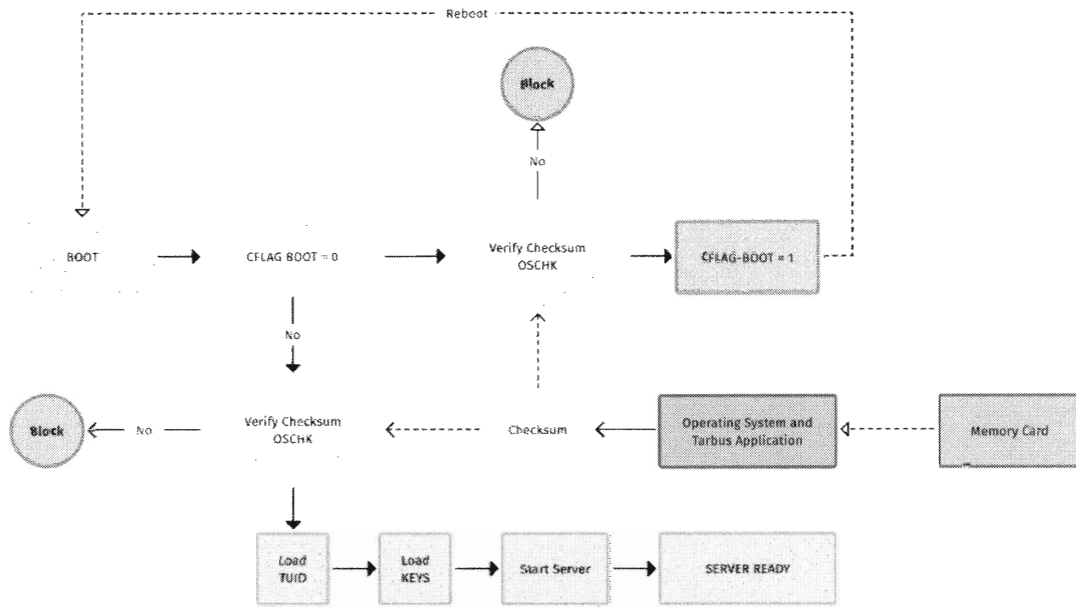 Reboot
Block
No
BOOT
CFLAG BOOT = 0
Verify Checksum
OSCHK
CFLAG-BOOT = 1
No
Block
No
Verify Checksum
OSCHK
Checksum
Operating System and
Tarbus Application
Memory Card
Load
TUID
Load
KEYS
Start Server
SERVER READY